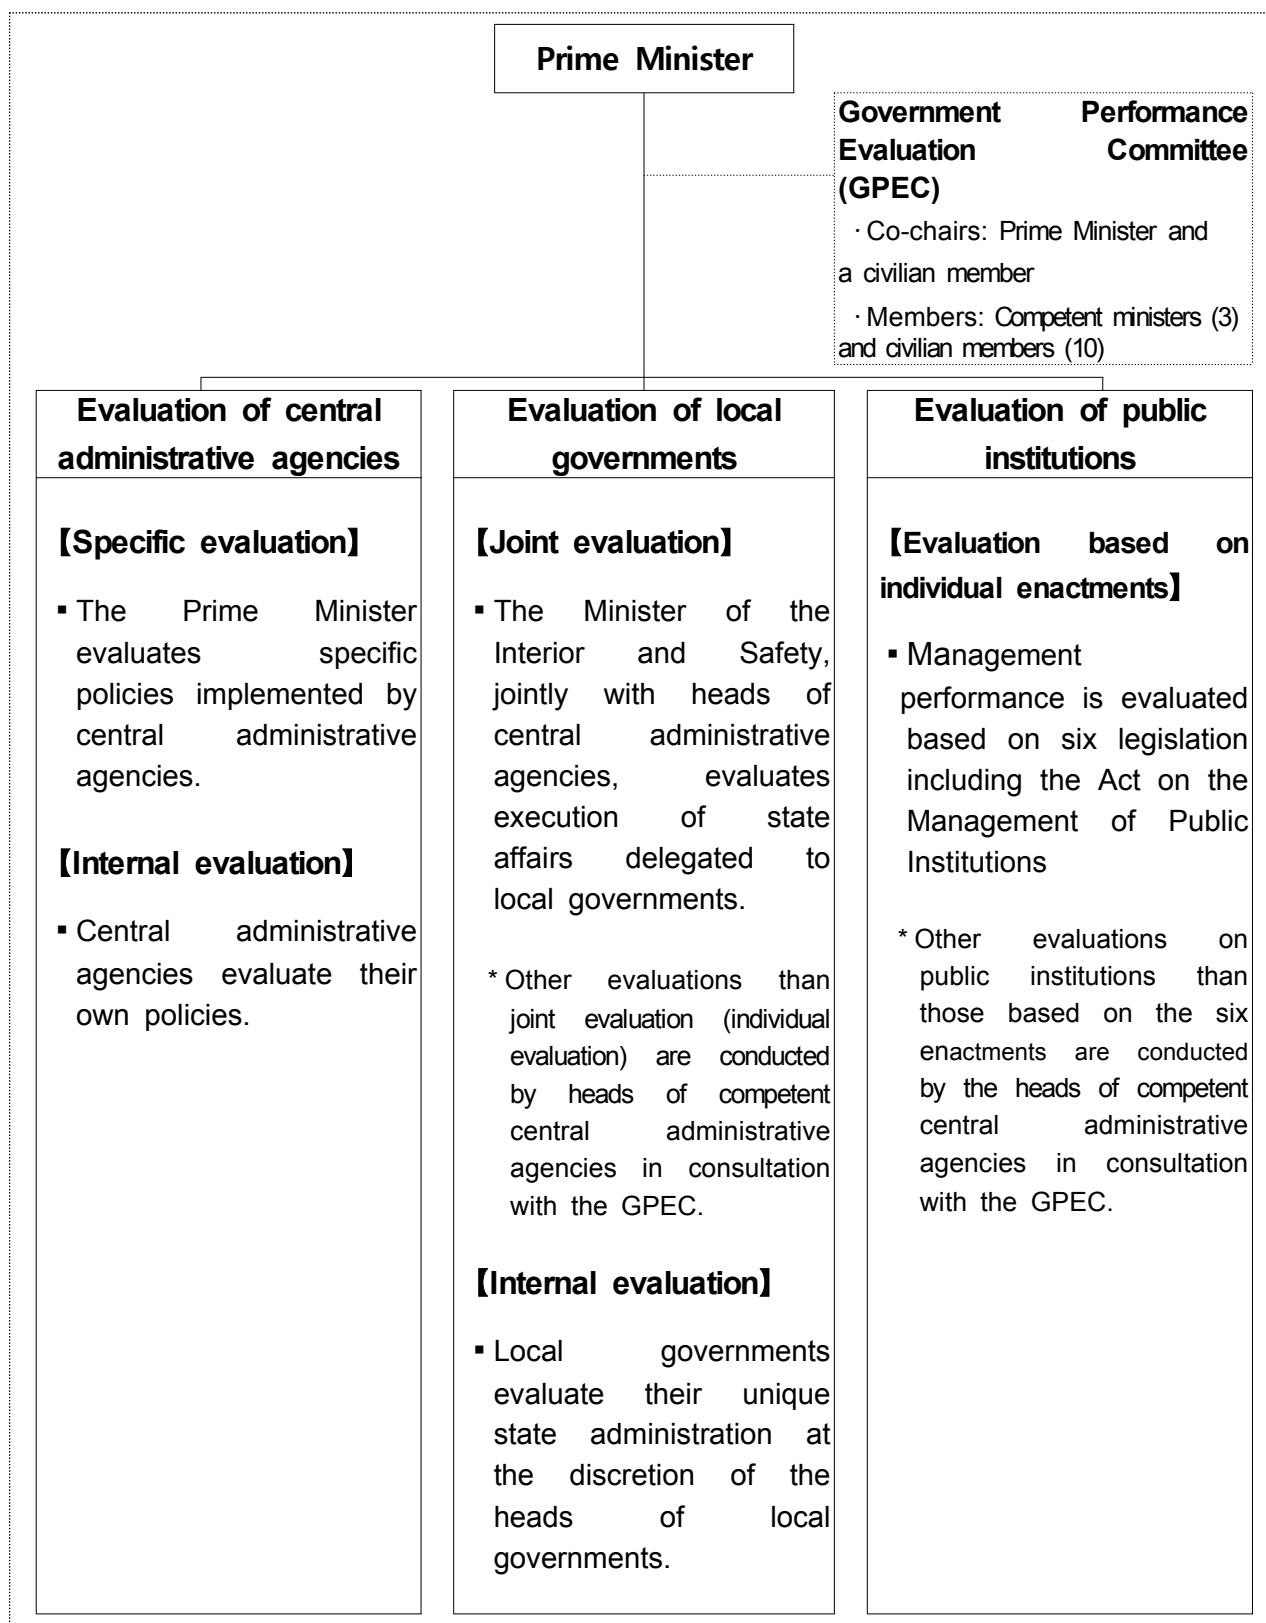 Prime Minister
Government Performance
Evaluation Committee
(GPEC)
· Co-chairs: Prime Minister and
a civilian member
· Members: Competent ministers (3)
and civilian members (10)
Evaluation of central
administrative agencies
【Specific evaluation】
▪ The Prime Minister
evaluates specific
policies implemented by
central administrative
agencies.
【Internal evaluation】
▪ Central administrative
agencies evaluate their
own policies.
Evaluation of local
governments
【Joint evaluation】
▪ The Minister of the
Interior and Safety,
jointly with heads of
central administrative
agencies, evaluates
execution of state
affairs delegated to
local governments.
* Other evaluations than
joint evaluation (individual
evaluation) are conducted
by heads of competent
central administrative
agencies in consultation
with the GPEC.
【Internal evaluation】
▪ Local governments
evaluate their unique
state administration at
the discretion of the
heads of local
governments.
Evaluation of public
institutions
【Evaluation based on
individual enactments】
▪ Management
performance is evaluated
based on six legislation
including the Act on the
Management of Public
Institutions
* Other evaluations on
public institutions than
those based on the six
enactments are conducted
by the heads of competent
central administrative
agencies in consultation
with the GPEC.